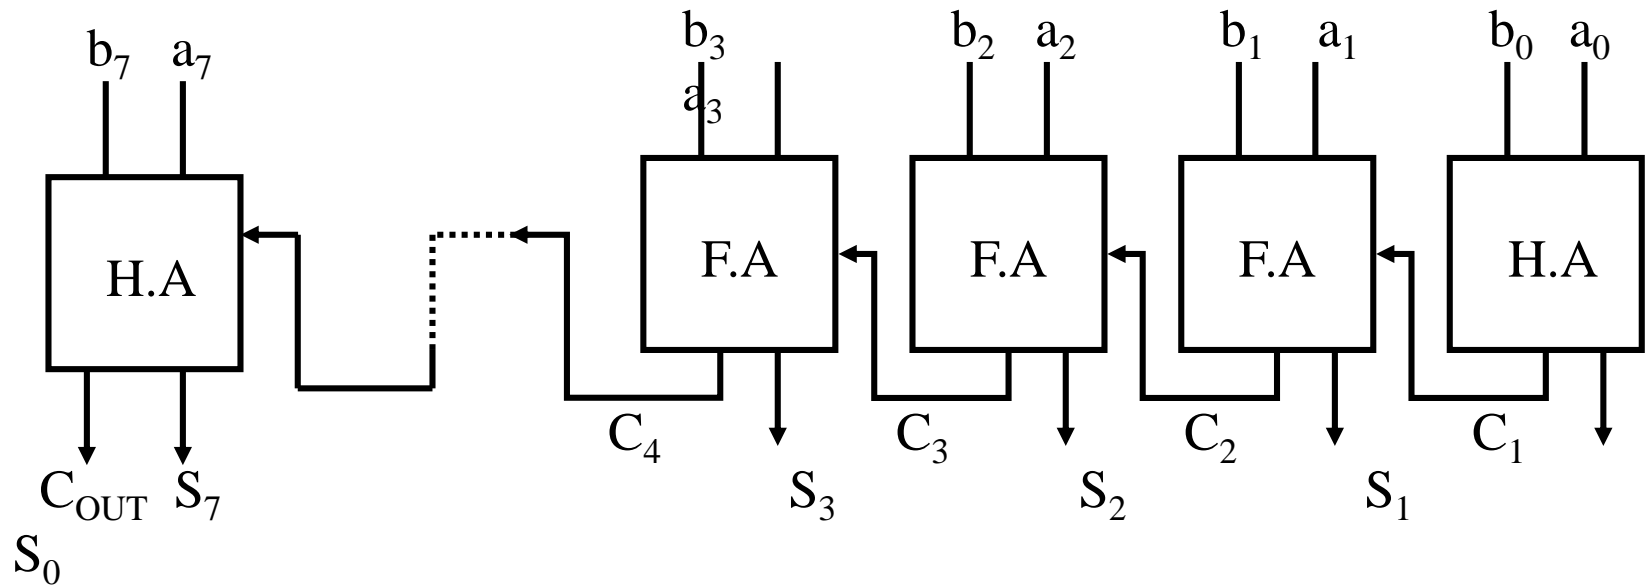 b₇ a₇ b₃ b₂ a₂ b₁ a₁ b₀ a₀
a₃
H.A F.A F.A F.A H.A
C₄ C₃ C₂ C₁
C_OUT S₇ S₃ S₂ S₁
S₀